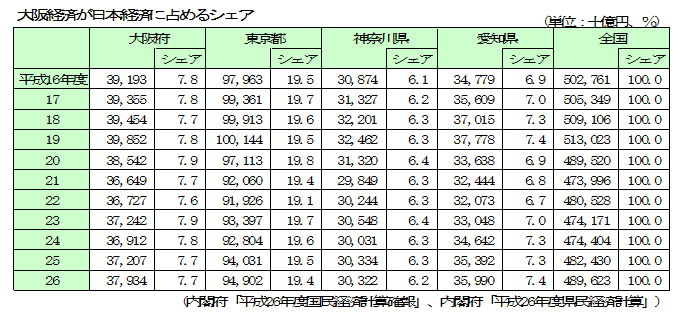 大阪経済が日本経済に占めるシェア
（単位：十億円、％）
大阪府 東京都 神奈川県 愛知県 全国
シェア シェア シェア シェア シェア
平成16年度 39,193 7.8 97,963 19.5 30,874 6.1 34,779 6.9 502,761 100.0
17 39,355 7.8 99,361 19.7 31,327 6.2 35,609 7.0 505,349 100.0
18 39,454 7.7 99,913 19.6 32,201 6.3 37,015 7.3 509,106 100.0
19 39,852 7.8 100,144 19.5 32,462 6.3 37,778 7.4 513,023 100.0
20 38,542 7.9 97,113 19.8 31,320 6.4 33,638 6.9 489,520 100.0
21 36,649 7.7 92,060 19.4 29,849 6.3 32,444 6.8 473,996 100.0
22 36,727 7.6 91,926 19.1 30,244 6.3 32,073 6.7 480,528 100.0
23 37,242 7.9 93,397 19.7 30,548 6.4 33,048 7.0 474,171 100.0
24 36,912 7.8 92,804 19.6 30,031 6.3 34,642 7.3 474,404 100.0
25 37,207 7.7 94,031 19.5 30,334 6.3 35,392 7.3 482,430 100.0
26 37,934 7.7 94,902 19.4 30,322 6.2 35,990 7.4 489,623 100.0
（内閣府「平成26年度国民経済計算確報」、内閣府「平成26年度県民経済計算」）